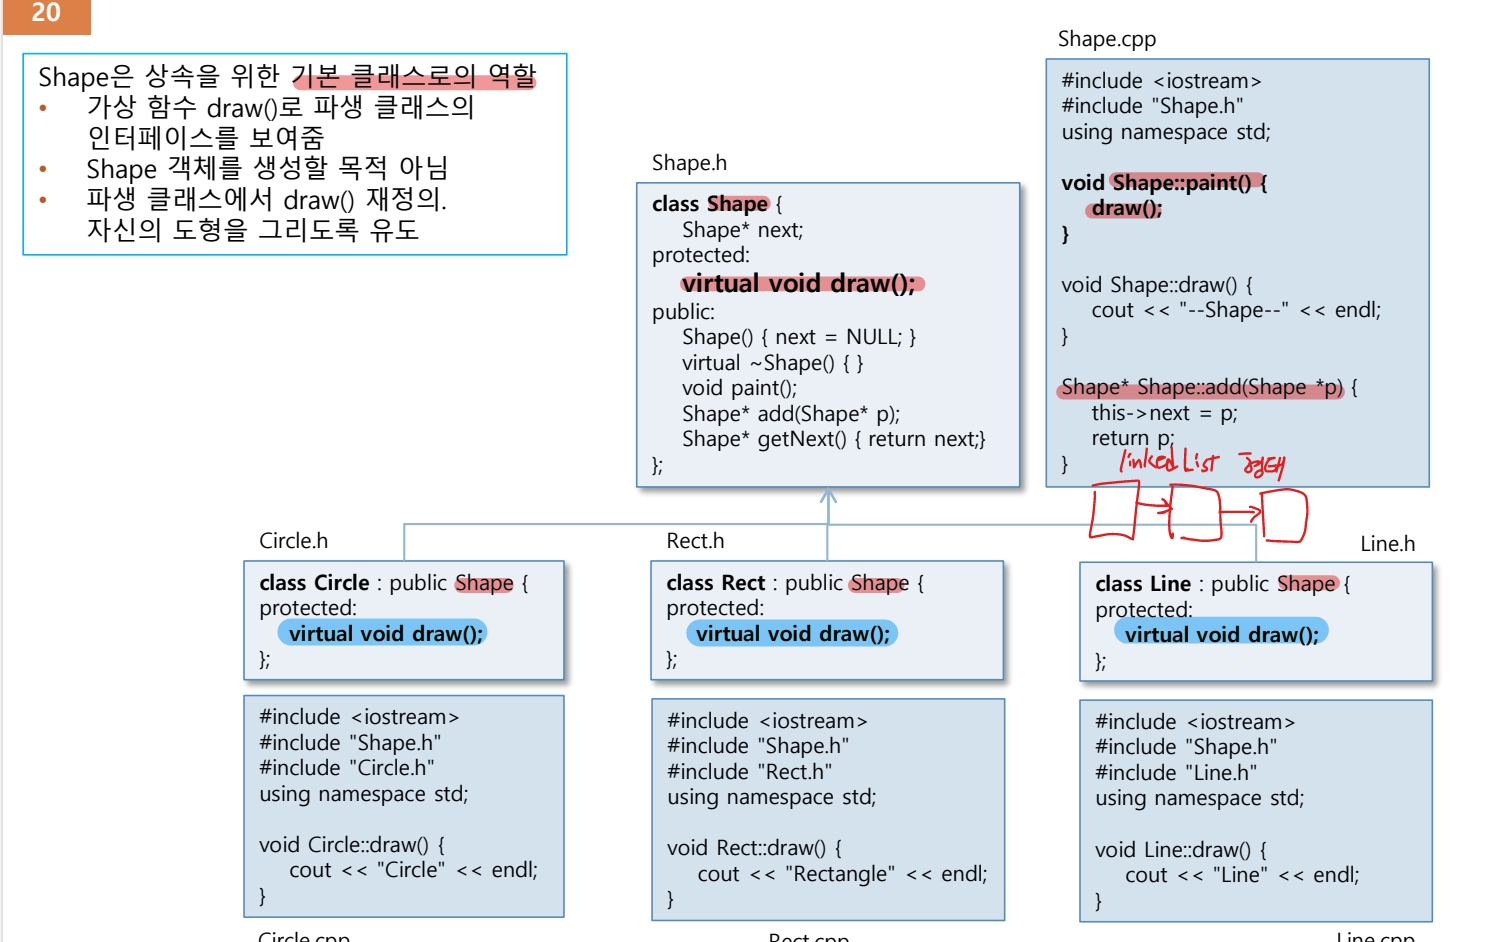 20
Shape은 상속을 위한 기본 클래스로의 역할
• 가상 함수 draw()로 파생 클래스의
인터페이스를 보여줌
• Shape 객체를 생성할 목적 아님
• 파생 클래스에서 draw() 재정의.
자신의 도형을 그리도록 유도
Shape.h
class Shape {
Shape* next;
protected:
virtual void draw();
public:
Shape() { next = NULL; }
virtual ~Shape() { }
void paint();
Shape* add(Shape* p);
Shape* getNext() { return next;}
};
Shape.cpp
#include <iostream>
#include "Shape.h"
using namespace std;
void Shape::paint() {
draw();
}
void Shape::draw() {
cout << "--Shape--" << endl;
}
Shape* Shape::add(Shape *p) {
this->next = p;
return p;
}
linked List 형태
Circle.h
class Circle : public Shape {
protected:
virtual void draw();
};
#include <iostream>
#include "Shape.h"
#include "Circle.h"
using namespace std;
void Circle::draw() {
cout << "Circle" << endl;
}
Circle.cpp
Rect.h
class Rect : public Shape {
protected:
virtual void draw();
};
#include <iostream>
#include "Shape.h"
#include "Rect.h"
using namespace std;
void Rect::draw() {
cout << "Rectangle" << endl;
}
Rect.cpp
Line.h
class Line : public Shape {
protected:
virtual void draw();
};
#include <iostream>
#include "Shape.h"
#include "Line.h"
using namespace std;
void Line::draw() {
cout << "Line" << endl;
}
Line.cpp